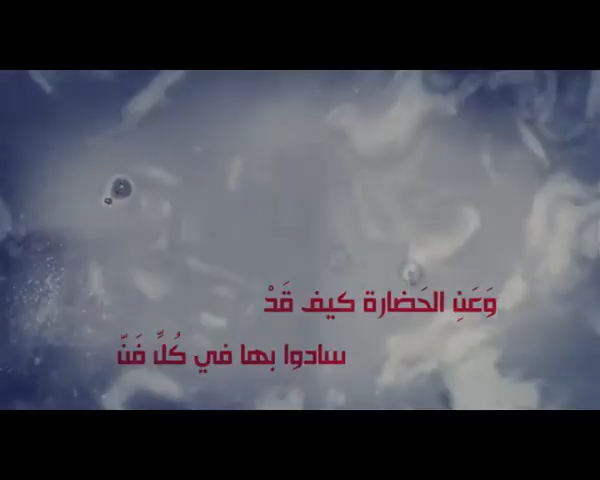 وَعَنِ الحَضارة كيف قَدْ
سادوا بها في كُلِّ فَنّ